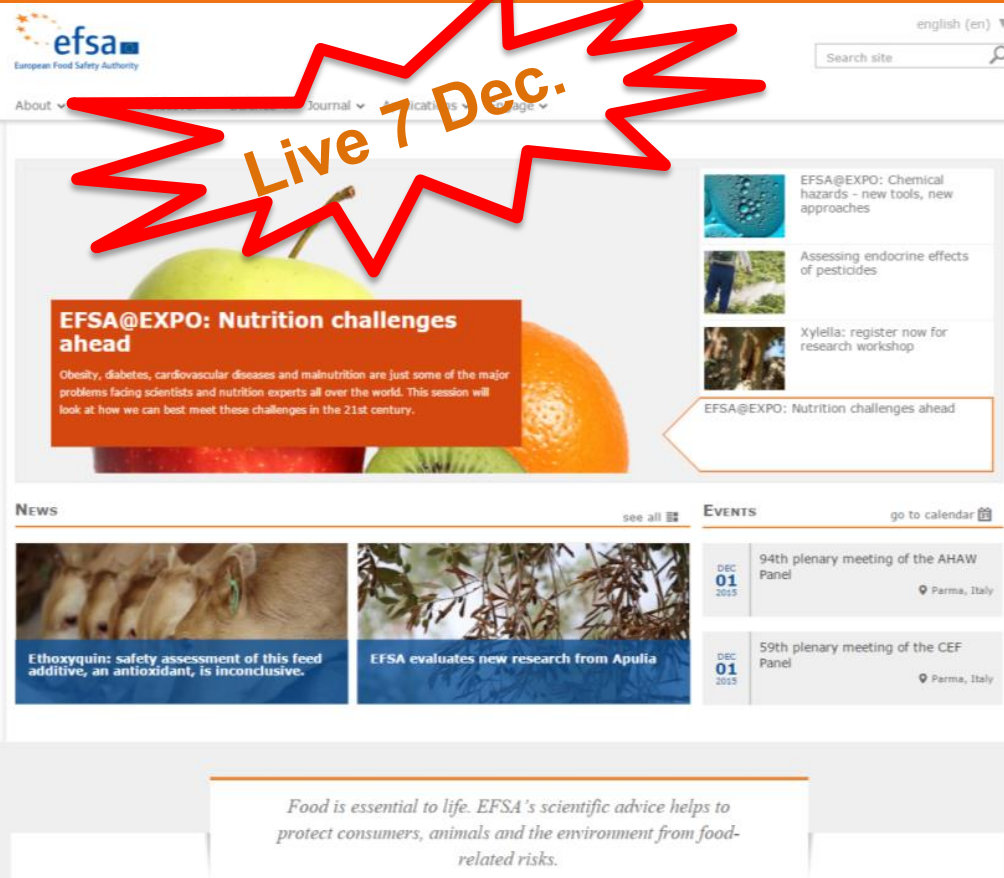 efsa
European Food Safety Authority
english (en)
Search site
About
Journal
Live 7 Dec.
EFSA@EXPO: Nutrition challenges
ahead
Obesity, diabetes, cardiovascular diseases and malnutrition are just some of the major
problems facing scientists and nutrition experts all over the world. This session will
look at how we can best meet these challenges in the 21st century.
EFSA@EXPO: Chemical
hazards - new tools, new
approaches
Assessing endocrine effects
of pesticides
Xylella: register now for
research workshop
EFSA@EXPO: Nutrition challenges ahead
NEWS
see all
Ethoxyquin: safety assessment of this feed
additive, an antioxidant, is inconclusive.
EFSA evaluates new research from Apulia
EVENTS
go to calendar
DEC
01
2015
94th plenary meeting of the AHAW
Panel
Parma, Italy
DEC
01
2015
59th plenary meeting of the CEF
Panel
Parma, Italy
Food is essential to life. EFSA's scientific advice helps to
protect consumers, animals and the environment from food-
related risks.